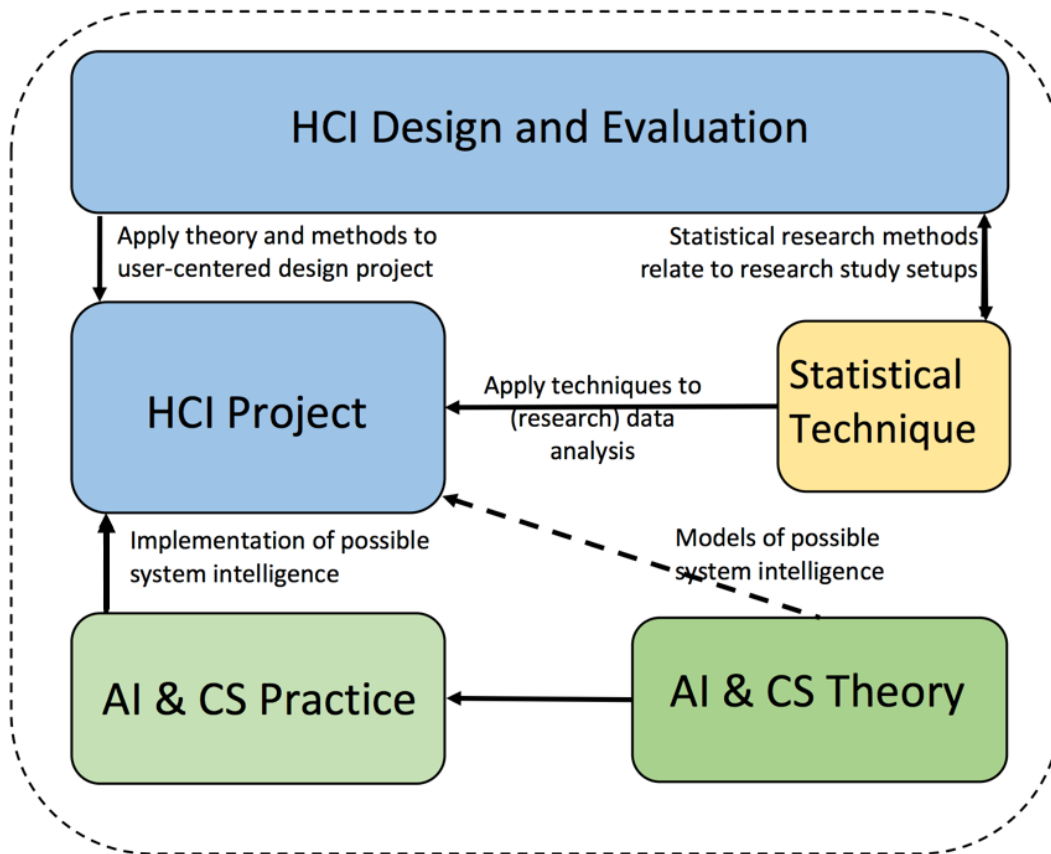 HCI Design and Evaluation
Apply theory and methods to
user-centered design project
Statistical research methods
relate to research study setups
HCI Project
Apply techniques to
(research) data
analysis
Statistical
Technique
Implementation of possible
system intelligence
Models of possible
system intelligence
AI & CS Practice
AI & CS Theory